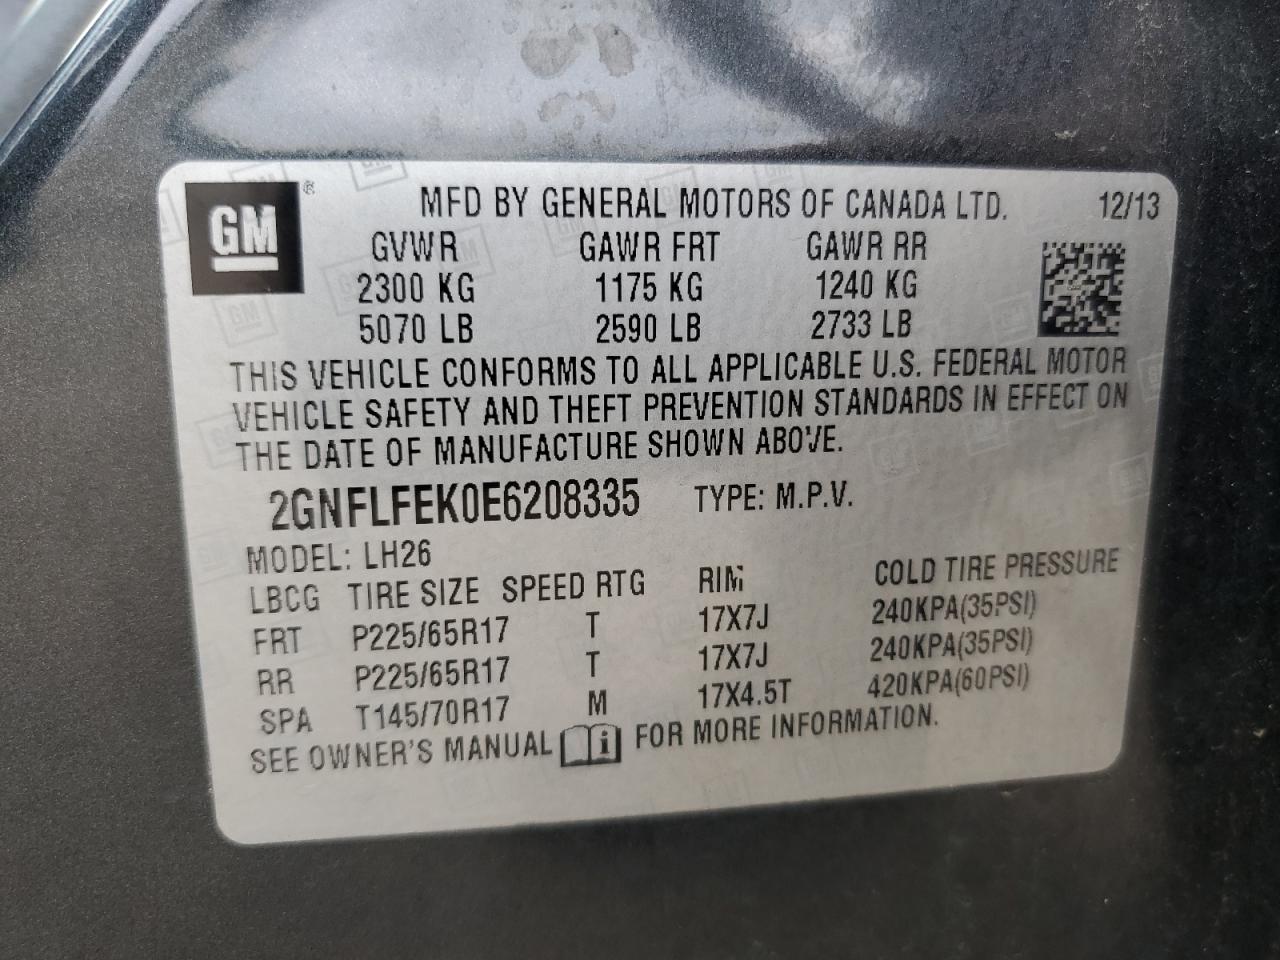 GM ®
MFD BY GENERAL MOTORS OF CANADA LTD. 12/13
GVWR GAWR FRT GAWR RR
2300 KG 1175 KG 1240 KG
5070 LB 2590 LB 2733 LB
THIS VEHICLE CONFORMS TO ALL APPLICABLE U.S. FEDERAL MOTOR
VEHICLE SAFETY AND THEFT PREVENTION STANDARDS IN EFFECT ON
THE DATE OF MANUFACTURE SHOWN ABOVE.
2GNFLFEK0E6208335 TYPE: M.P.V.
MODEL: LH26
LBCG TIRE SIZE SPEED RTG RIM COLD TIRE PRESSURE
FRT P225/65R17 T 17X7J 240KPA(35PSI)
RR P225/65R17 T 17X7J 240KPA(35PSI)
SPA T145/70R17 M 17X4.5T 420KPA(60PSI)
SEE OWNER'S MANUAL i FOR MORE INFORMATION.